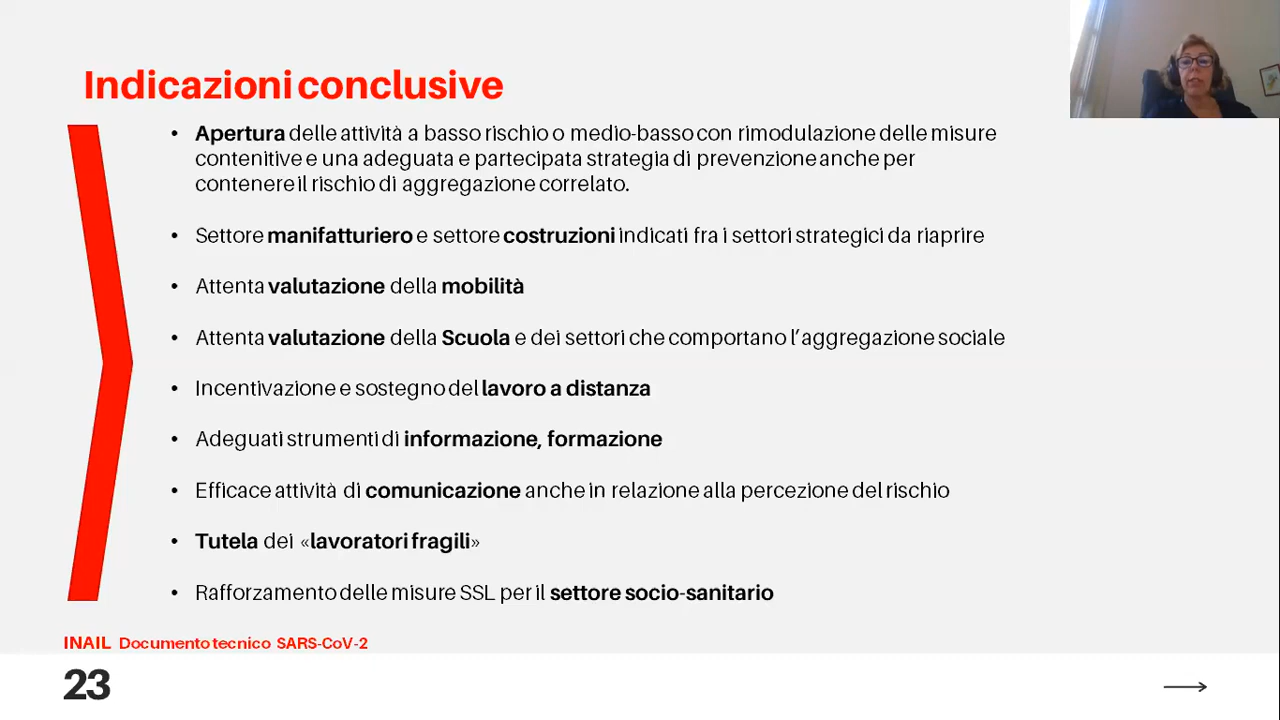 Indicazioni conclusive
• Apertura delle attività a basso rischio o medio-basso con rimodulazione delle misure
contenitive e una adeguata e partecipata strategia di prevenzione anche per
contenere il rischio di aggregazione correlato.
• Settore manifatturiero e settore costruzioni indicati fra i settori strategici da riaprire
• Attenta valutazione della mobilità
• Attenta valutazione della Scuola e dei settori che comportano l’aggregazione sociale
• Incentivazione e sostegno del lavoro a distanza
• Adeguati strumenti di informazione, formazione
• Efficace attività di comunicazione anche in relazione alla percezione del rischio
• Tutela dei «lavoratori fragili»
• Rafforzamento delle misure SSL per il settore socio-sanitario
INAIL Documento tecnico SARS-CoV-2
23